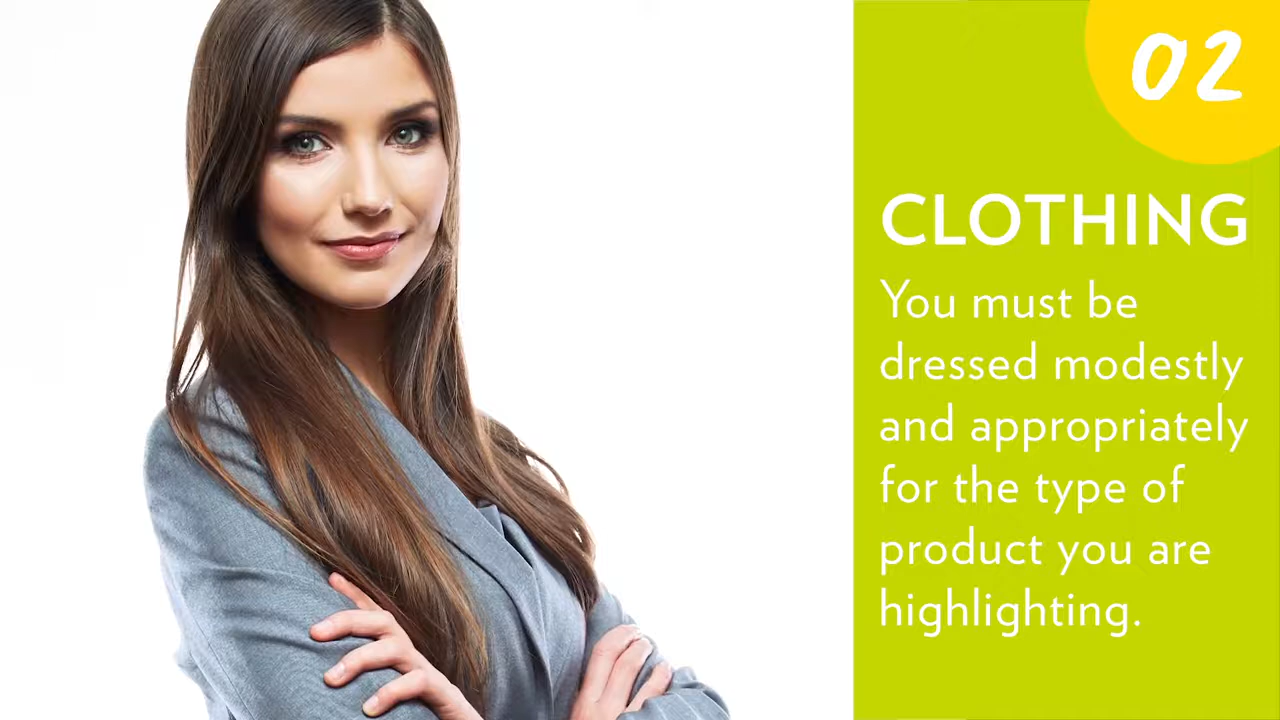 02
CLOTHING
You must be
dressed modestly
and appropriately
for the type of
product you are
highlighting.